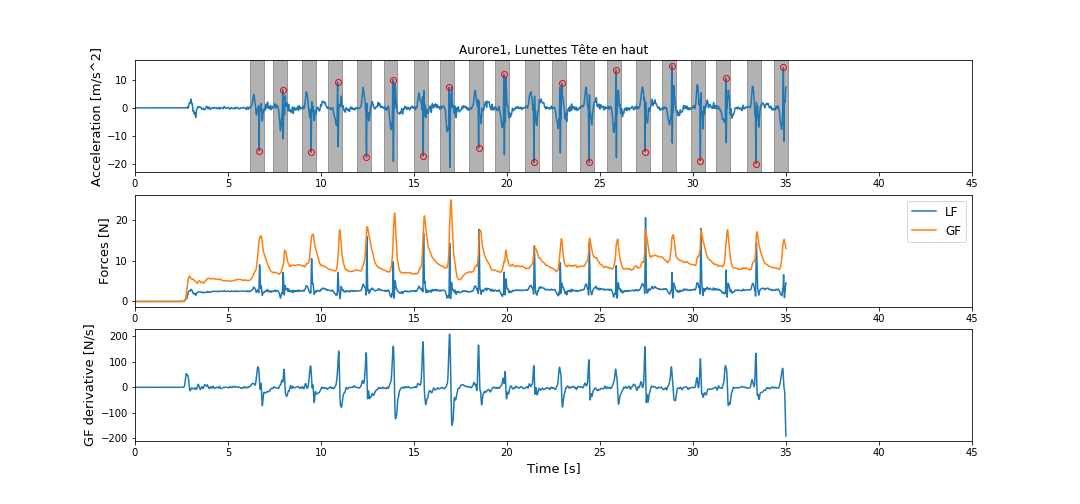 Aurore1, Lunettes Tête en haut
Acceleration [m/s^2]
10
0
−10
−20
0 5 10 15 20 25 30 35 40 45
Forces [N]
20
10
0
LF
GF
0 5 10 15 20 25 30 35 40 45
GF derivative [N/s]
200
100
0
−100
−200
0 5 10 15 20 25 30 35 40 45
Time [s]